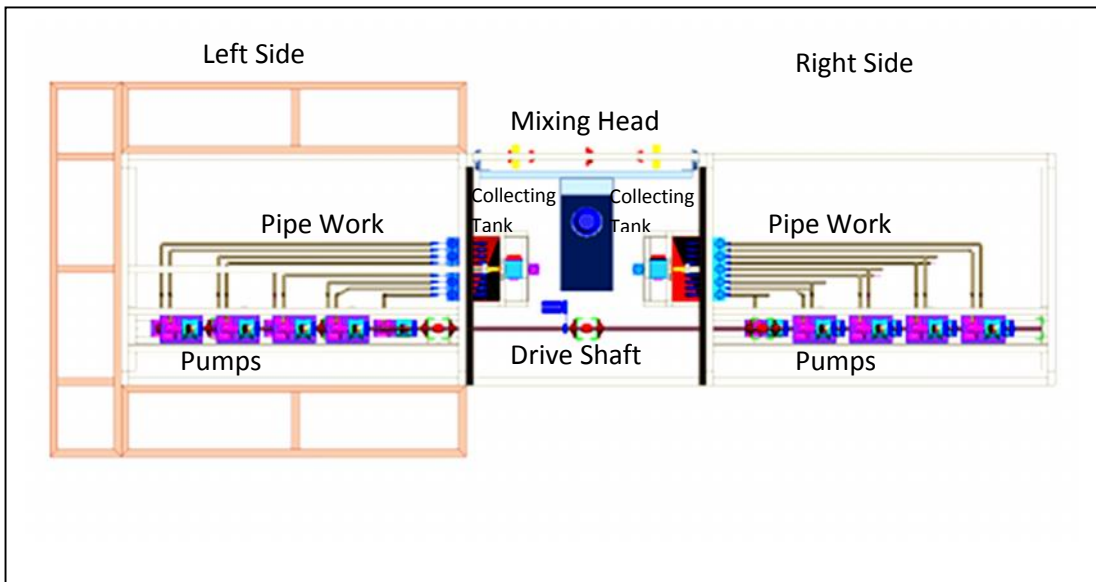 Left Side
Right Side
Mixing Head
Collecting
Tank
Collecting
Tank
Pipe Work
Pipe Work
Pumps
Drive Shaft
Pumps